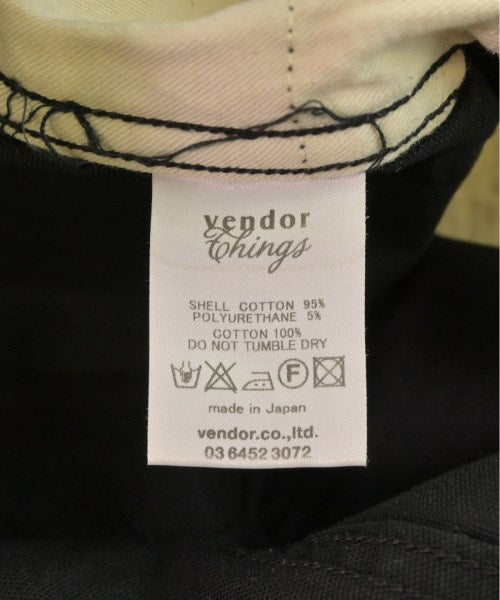 vendor
Things
SHELL COTTON 95%
POLYURETHANE 5%
COTTON 100%
DO NOT TUMBLE DRY
F
made in Japan
vendor.co.,ltd.
03 6452 3072